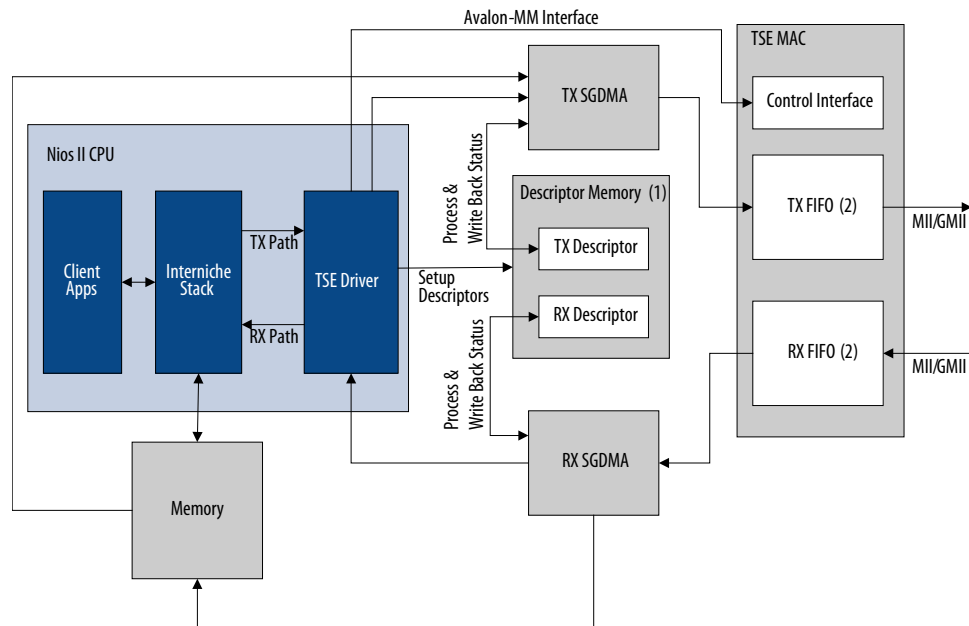 Avalon-MM Interface
TSE MAC
TX SGDMA
Control Interface
Nios II CPU
Process &
Write Back Status
Descriptor Memory (1)
TX FIFO (2)
MII/GMII
TX Path
TX Descriptor
Client
Apps
Interniche
Stack
TSE Driver
Setup
Descriptors
RX Descriptor
RX Path
RX FIFO (2)
MII/GMII
Process &
Write Back Status
RX SGDMA
Memory